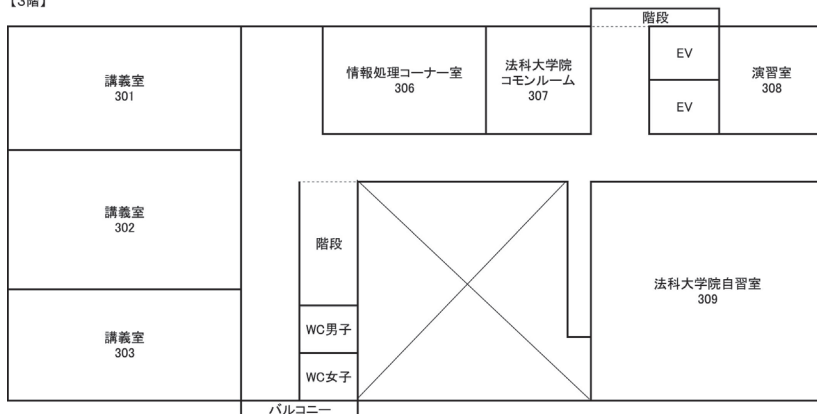 【3階】
階段
講義室
301
情報処理コーナー室
306
法科大学院
コモンルーム
307
EV
EV
演習室
308
講義室
302
階段
法科大学院自習室
309
講義室
303
WC男子
WC女子
バルコニー